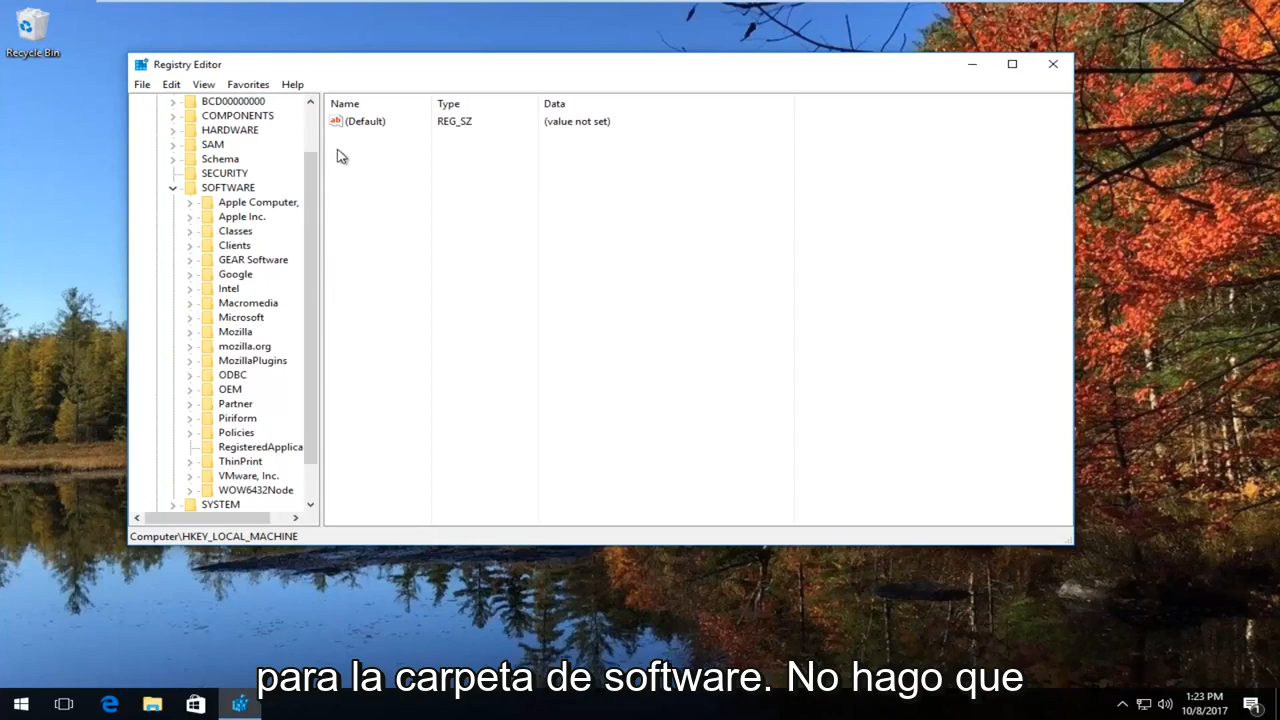 Recycle Bin
Registry Editor
File Edit View Favorites Help
BCD00000000
COMPONENTS
HARDWARE
SAM
Schema
SECURITY
SOFTWARE
Apple Computer,
Apple Inc.
Classes
Clients
GEAR Software
Google
Intel
Macromedia
Microsoft
Mozilla
mozilla.org
MozillaPlugins
ODBC
OEM
Partner
Piriform
Policies
RegisteredApplica
ThinPrint
VMware, Inc.
WOW6432Node
SYSTEM
Name Type Data
ab (Default) REG_SZ (value not set)
Computer\HKEY_LOCAL_MACHINE
para la carpeta de software. No hago que
1:23 PM
10/8/2017
1